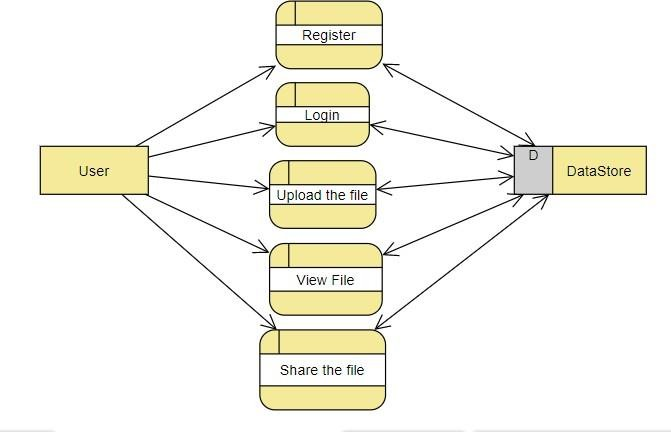 Register
Login
User
D
DataStore
Upload the file
View File
Share the file